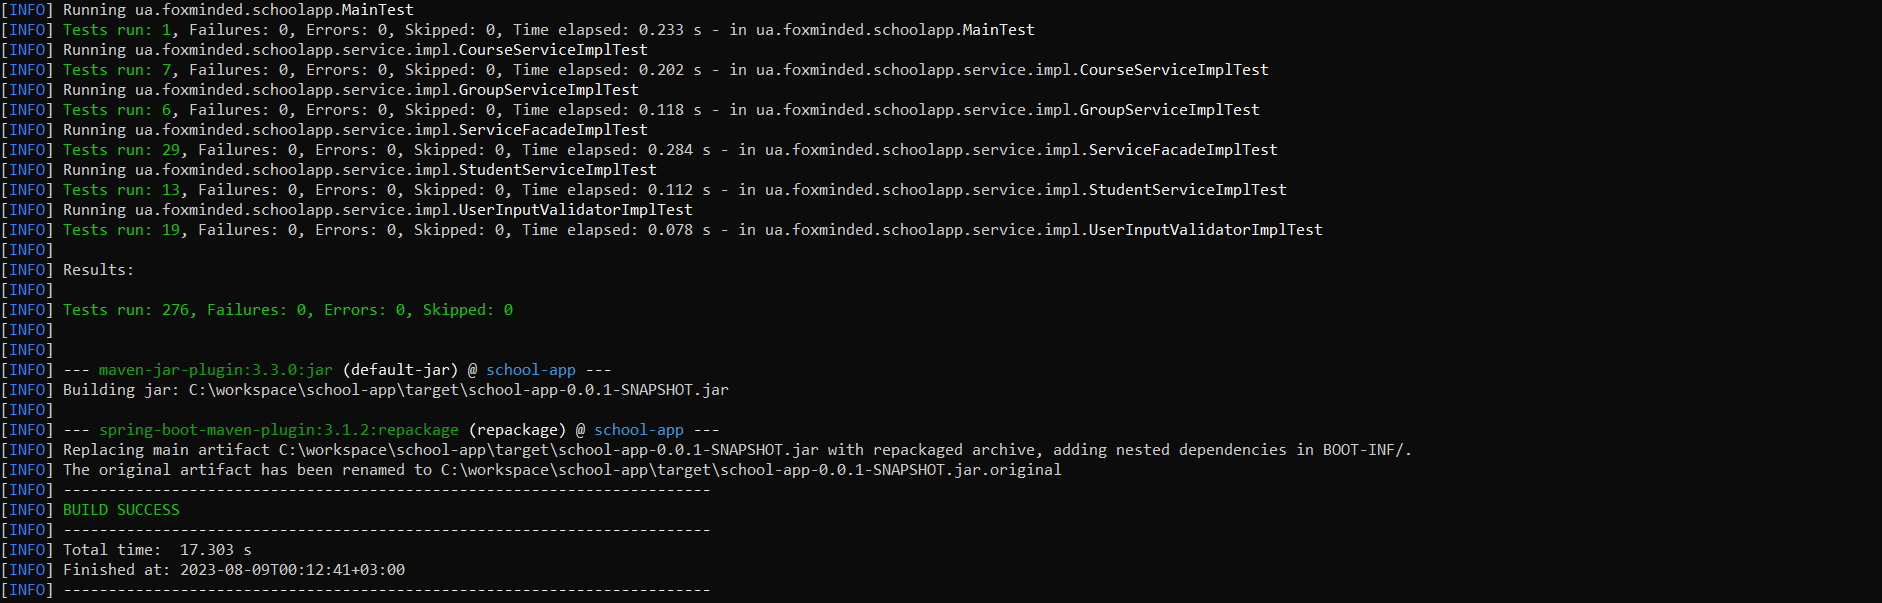 [INFO] Running ua.foxminded.schoolapp.MainTest
[INFO] Tests run: 1, Failures: 0, Errors: 0, Skipped: 0, Time elapsed: 0.233 s - in ua.foxminded.schoolapp.MainTest
[INFO] Running ua.foxminded.schoolapp.service.impl.CourseServiceImplTest
[INFO] Tests run: 7, Failures: 0, Errors: 0, Skipped: 0, Time elapsed: 0.202 s - in ua.foxminded.schoolapp.service.impl.CourseServiceImplTest
[INFO] Running ua.foxminded.schoolapp.service.impl.GroupServiceImplTest
[INFO] Tests run: 6, Failures: 0, Errors: 0, Skipped: 0, Time elapsed: 0.118 s - in ua.foxminded.schoolapp.service.impl.GroupServiceImplTest
[INFO] Running ua.foxminded.schoolapp.service.impl.ServiceFacadeImplTest
[INFO] Tests run: 29, Failures: 0, Errors: 0, Skipped: 0, Time elapsed: 0.284 s - in ua.foxminded.schoolapp.service.impl.ServiceFacadeImplTest
[INFO] Running ua.foxminded.schoolapp.service.impl.StudentServiceImplTest
[INFO] Tests run: 13, Failures: 0, Errors: 0, Skipped: 0, Time elapsed: 0.112 s - in ua.foxminded.schoolapp.service.impl.StudentServiceImplTest
[INFO] Running ua.foxminded.schoolapp.service.impl.UserInputValidatorImplTest
[INFO] Tests run: 19, Failures: 0, Errors: 0, Skipped: 0, Time elapsed: 0.078 s - in ua.foxminded.schoolapp.service.impl.UserInputValidatorImplTest
[INFO]
[INFO] Results:
[INFO]
[INFO] Tests run: 276, Failures: 0, Errors: 0, Skipped: 0
[INFO]
[INFO]
[INFO] --- maven-jar-plugin:3.3.0:jar (default-jar) @ school-app ---
[INFO] Building jar: C:\workspace\school-app\target\school-app-0.0.1-SNAPSHOT.jar
[INFO]
[INFO] --- spring-boot-maven-plugin:3.1.2:repackage (repackage) @ school-app ---
[INFO] Replacing main artifact C:\workspace\school-app\target\school-app-0.0.1-SNAPSHOT.jar with repackaged archive, adding nested dependencies in BOOT-INF/.
[INFO] The original artifact has been renamed to C:\workspace\school-app\target\school-app-0.0.1-SNAPSHOT.jar.original
[INFO] ------------------------------------------------------------------------
[INFO] BUILD SUCCESS
[INFO] ------------------------------------------------------------------------
[INFO] Total time:  17.303 s
[INFO] Finished at: 2023-08-09T00:12:41+03:00
[INFO] ------------------------------------------------------------------------